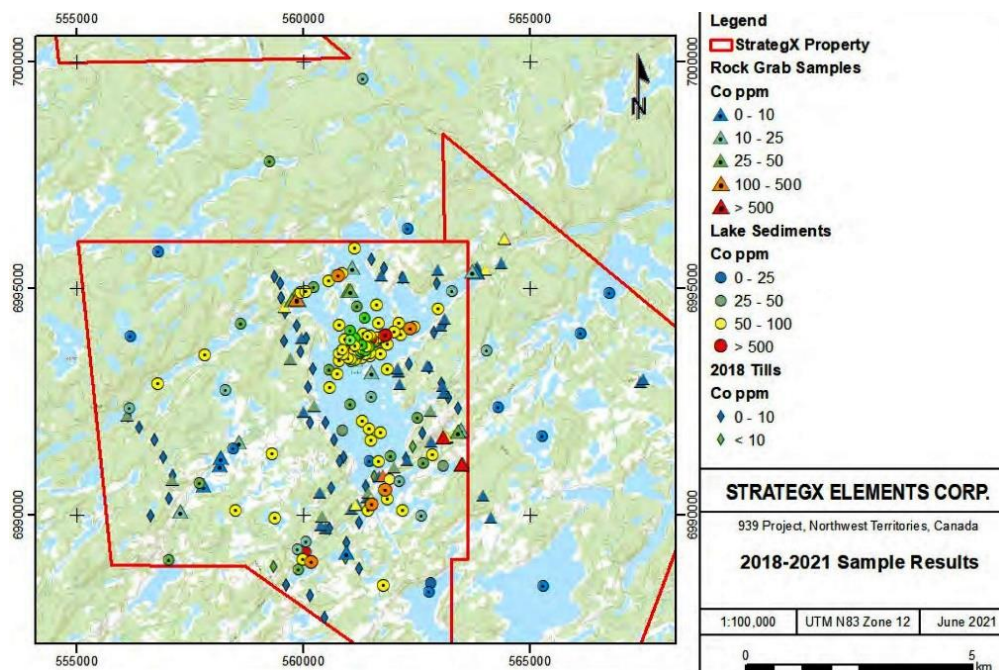 555000
560000
565000
7000000
6995000
6990000
7000000
6995000
6990000
555000
560000
565000
N
Legend
StrategX Property
Rock Grab Samples
Co ppm
0 - 10
10 - 25
25 - 50
100 - 500
> 500
Lake Sediments
Co ppm
0 - 25
25 - 50
50 - 100
> 500
2018 Tills
Co ppm
0 - 10
< 10
STRATEGX ELEMENTS CORP.
939 Project, Northwest Territories, Canada
2018-2021 Sample Results
1:100,000 UTM N83 Zone 12 June 2021
0 5
km